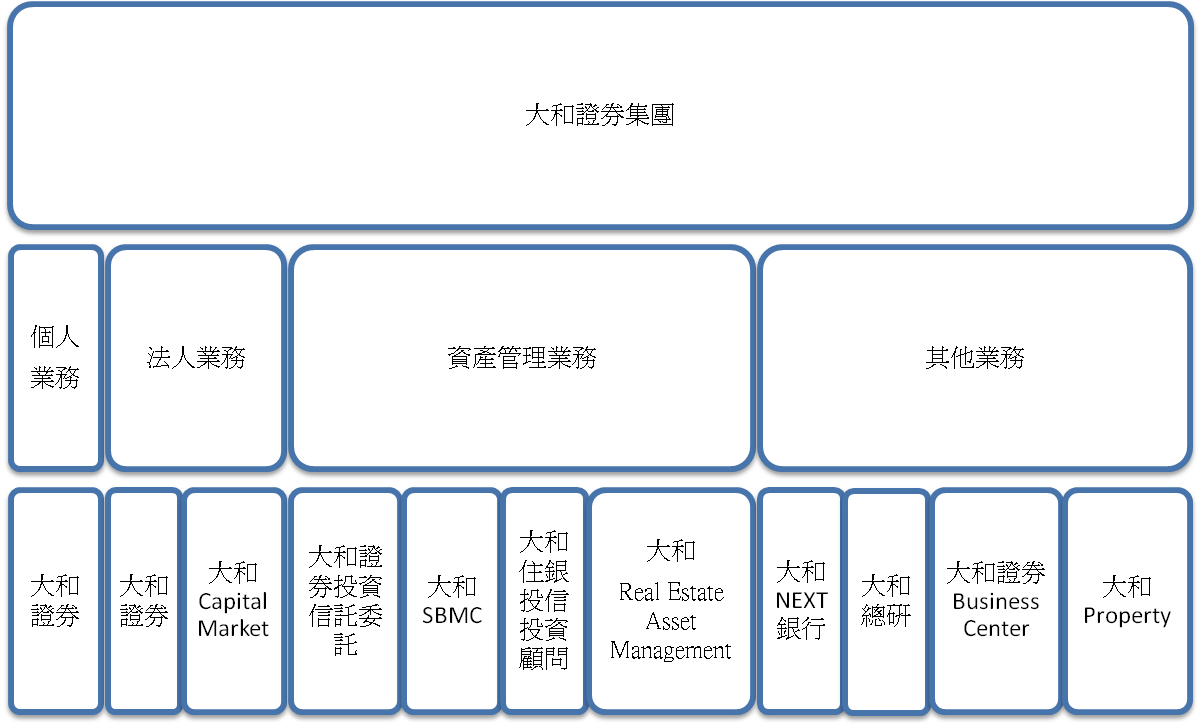 大和證券集團
個人
業務
法人業務
資產管理業務
其他業務
大和
證券
大和
證券
大和
Capital
Market
大和證
券投資
信託委
託
大和
SBMC
大和
住銀
投信
投資
顧問
大和
Real Estate
Asset
Management
大和
NEXT
銀行
大和
總研
大和證券
Business
Center
大和
Property